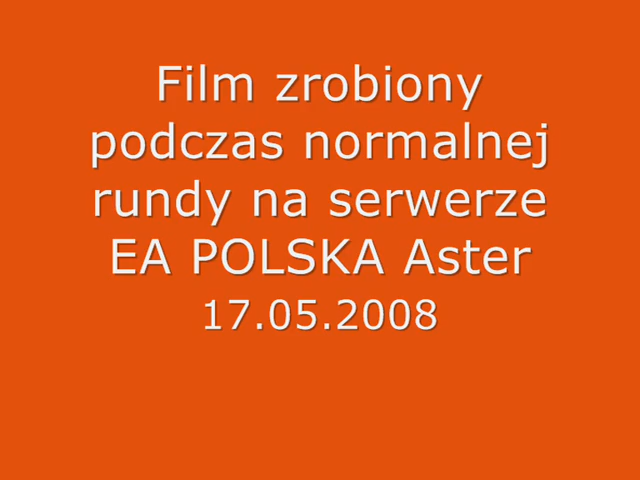 Film zrobiony
podczas normalnej
rundy na serwerze
EA POLSKA Aster
17.05.2008